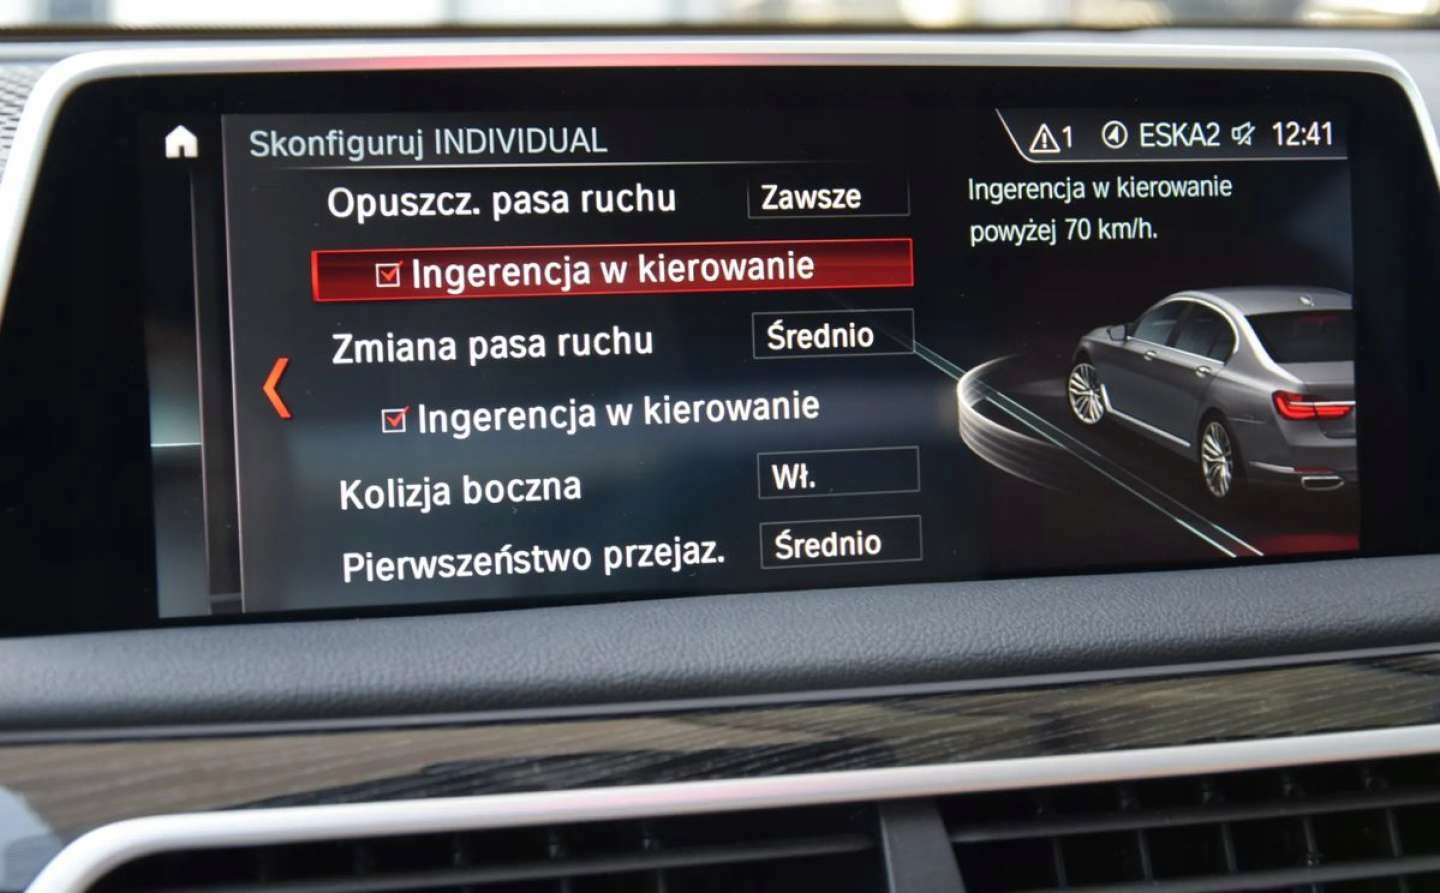 Skonfiguruj INDIVIDUAL
1 ESKA2 12:41
Opuszcz. pasa ruchu Zawsze
Ingerencja w kierowanie
Zmiana pasa ruchu Średnio
Ingerencja w kierowanie
Kolizja boczna Wł.
Pierwszeństwo przejaz. Średnio
Ingerencja w kierowanie
powyżej 70 km/h.